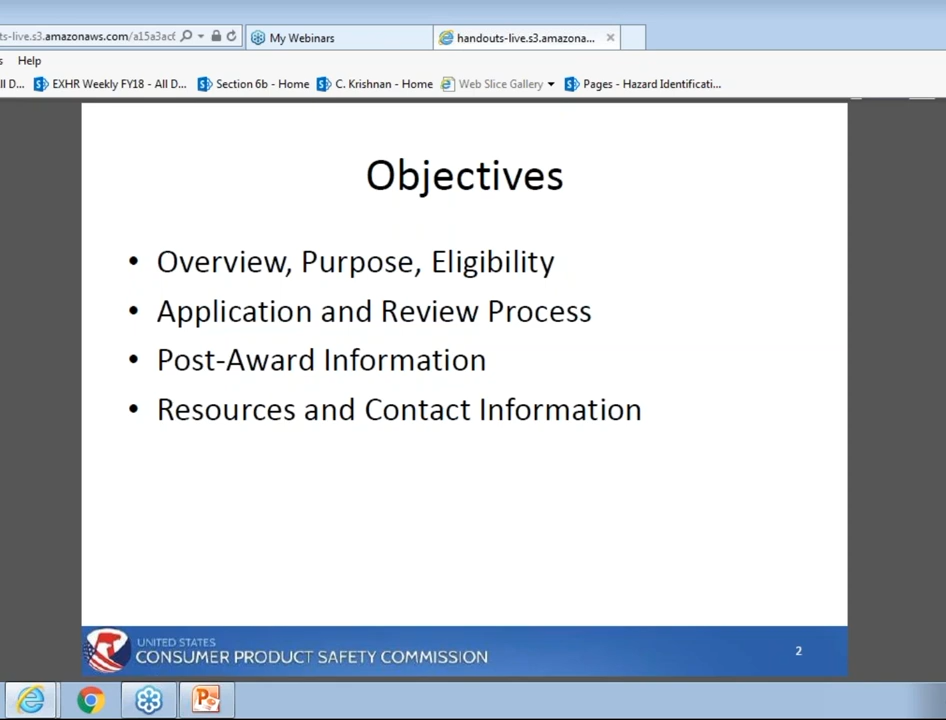 ts-live.s3.amazonaws.com/a15a3ac6
My Webinars
handouts-live.s3.amazona...
s Help
ll D... EXHR Weekly FY18 - All D... Section 6b - Home C. Krishnan - Home Web Slice Gallery Pages - Hazard Identificati...
Objectives
• Overview, Purpose, Eligibility
• Application and Review Process
• Post-Award Information
• Resources and Contact Information
UNITED STATES
CONSUMER PRODUCT SAFETY COMMISSION
2